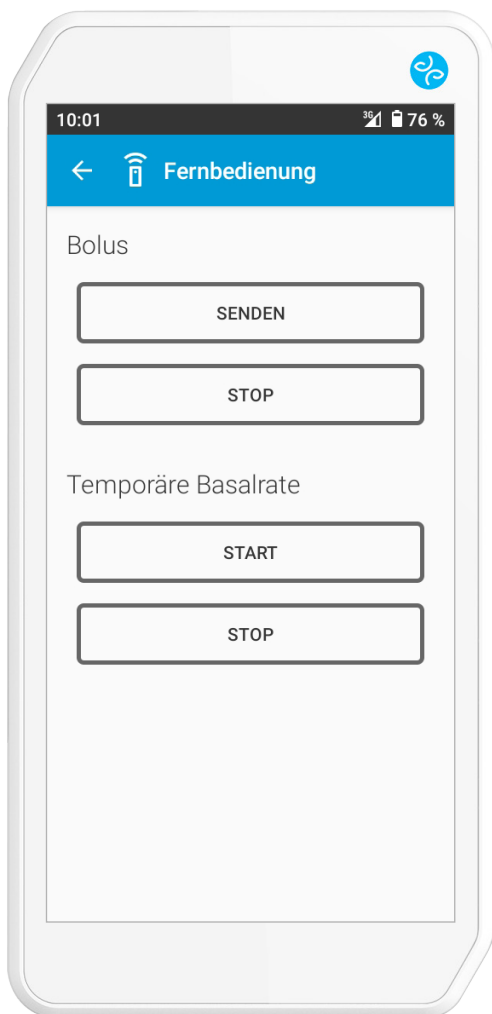 10:01
3G 76 %
Fernbedienung
Bolus
SENDEN
STOP
Temporäre Basalrate
START
STOP